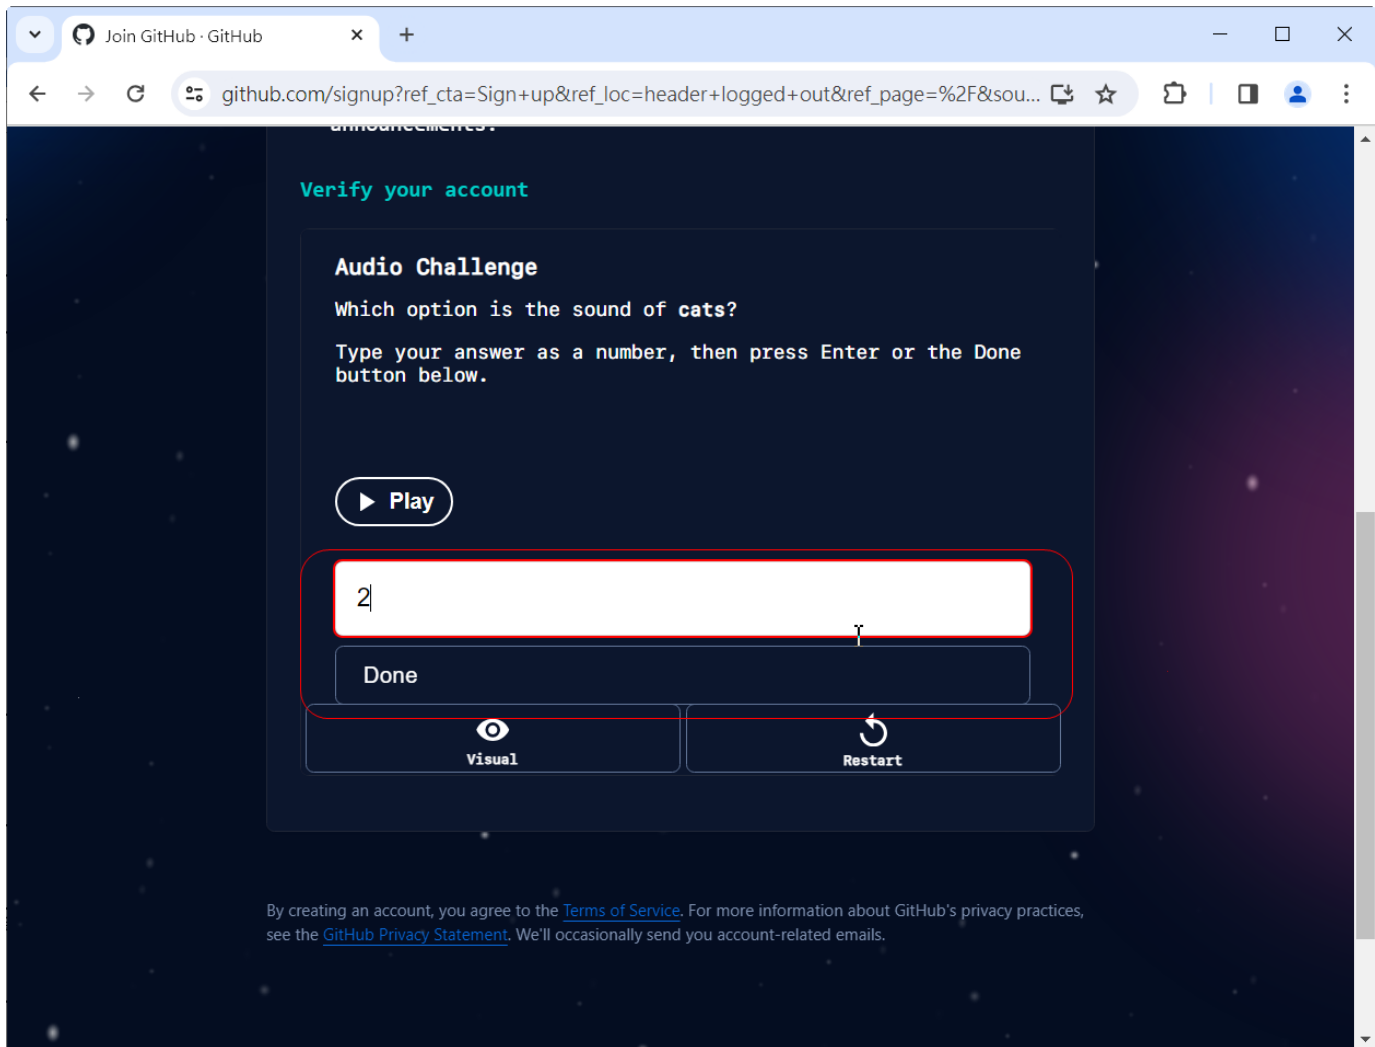 Join GitHub · GitHub
github.com/signup?ref_cta=Sign+up&ref_loc=header+logged+out&ref_page=%2F&sou...
announcements.
Verify your account
Audio Challenge
Which option is the sound of cats?
Type your answer as a number, then press Enter or the Done
button below.
Play
2
Done
Visual
Restart
By creating an account, you agree to the Terms of Service. For more information about GitHub's privacy practices,
see the GitHub Privacy Statement. We'll occasionally send you account-related emails.